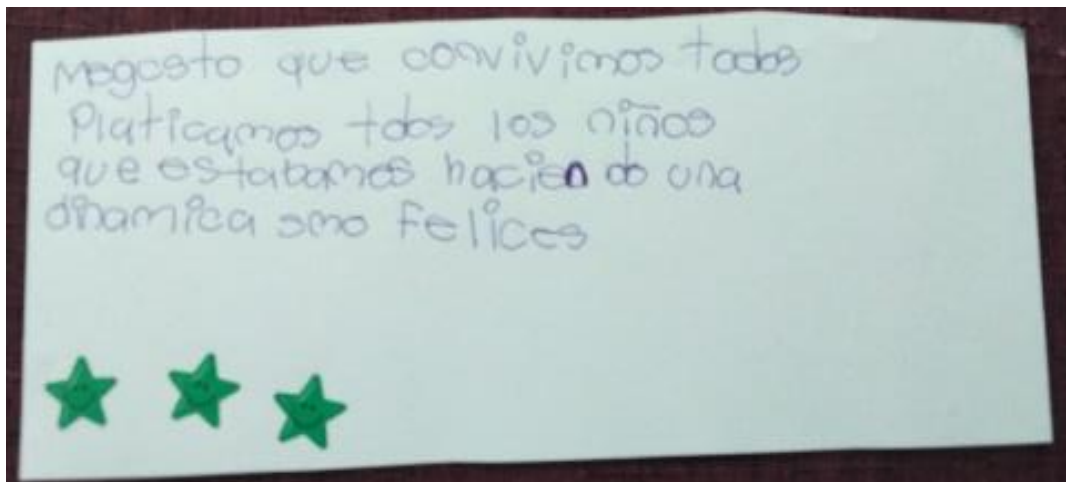 Megosto que convivimos todos
Platicamos todos los niños
que estabamos haciendo una
dinamica smo Felices